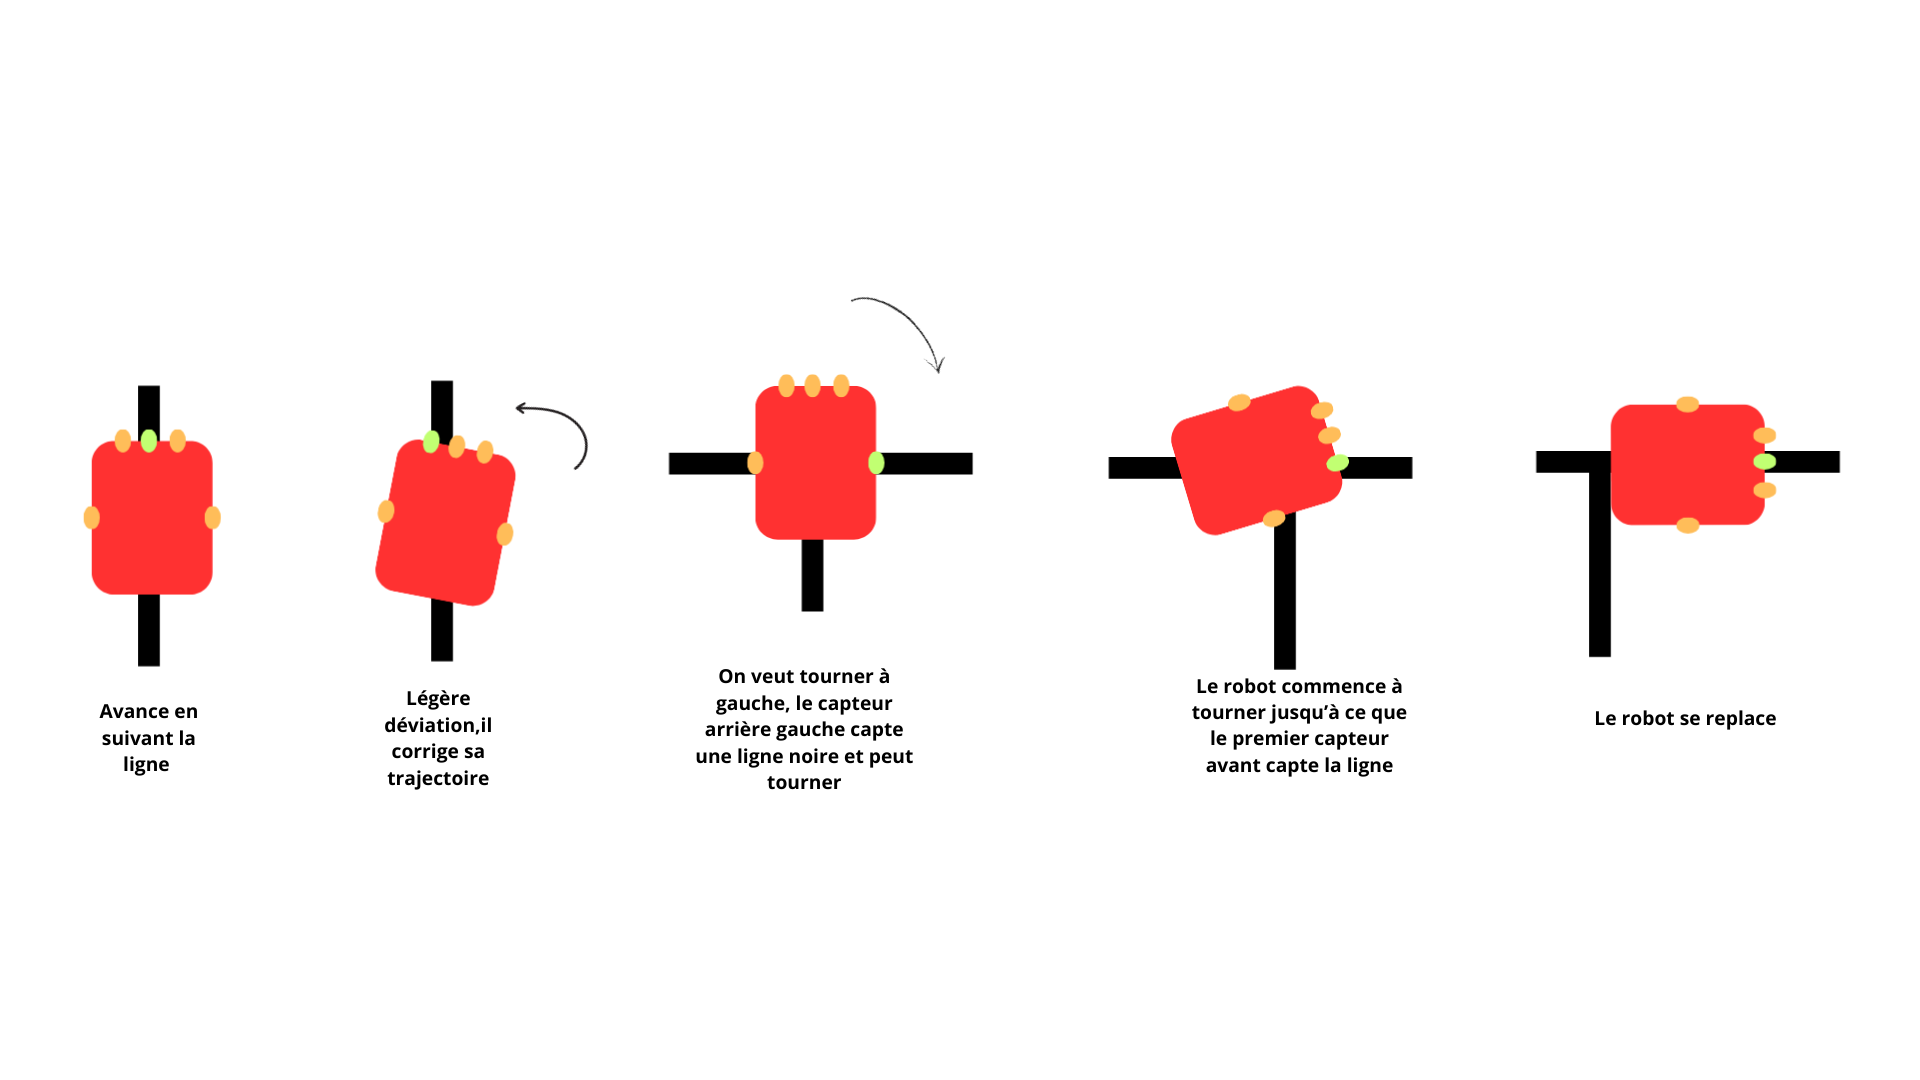 Avance en
suivant la
ligne
Légère
déviation,il
corrige sa
trajectoire
On veut tourner à
gauche, le capteur
arrière gauche capte
une ligne noire et peut
tourner
Le robot commence à
tourner jusqu'à ce que
le premier capteur
avant capte la ligne
Le robot se replace